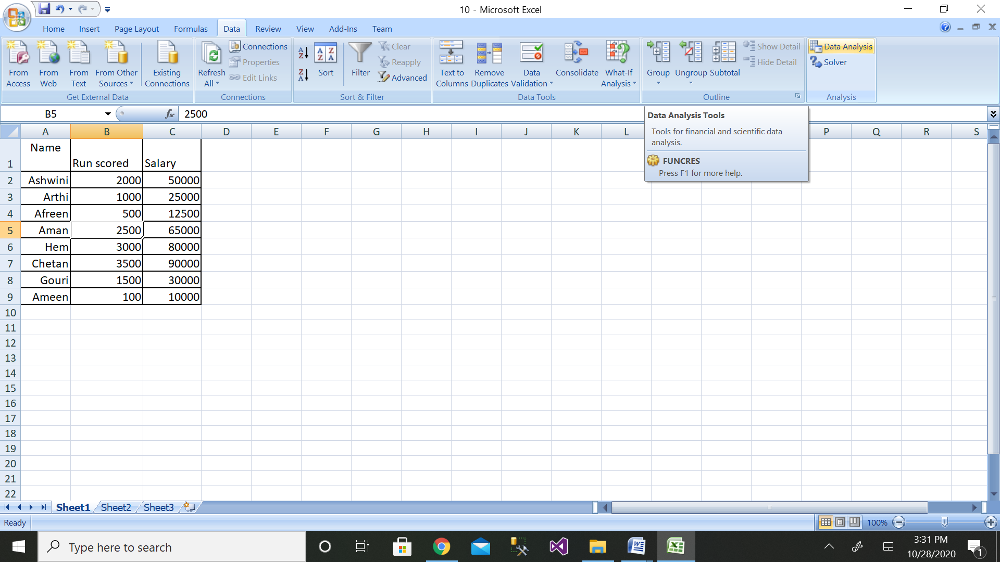 10 - Microsoft Excel
Home Insert Page Layout Formulas Data Review View Add-Ins Team
From Access
From Web
From Text
From Other Sources
Existing Connections
Get External Data
Refresh All
Connections
Properties
Edit Links
Connections
Sort
Filter
Clear
Reapply
Advanced
Sort & Filter
Text to Columns
Remove Duplicates
Data Validation
Consolidate
What-If Analysis
Data Tools
Group
Ungroup
Subtotal
Show Detail
Hide Detail
Outline
Data Analysis
Solver
Analysis
B5 fx 2500
Data Analysis Tools
Tools for financial and scientific data
analysis.
FUNCRES
Press F1 for more help.
A B C D E F G H I J K L P Q R S
1 Name Run scored Salary
2 Ashwini 2000 50000
3 Arthi 1000 25000
4 Afreen 500 12500
5 Aman 2500 65000
6 Hem 3000 80000
7 Chetan 3500 90000
8 Gouri 1500 30000
9 Ameen 100 10000
10
11
12
13
14
15
16
17
18
19
20
21
22
Sheet1 Sheet2 Sheet3
Ready 100%
Type here to search
3:31 PM
10/28/2020
1